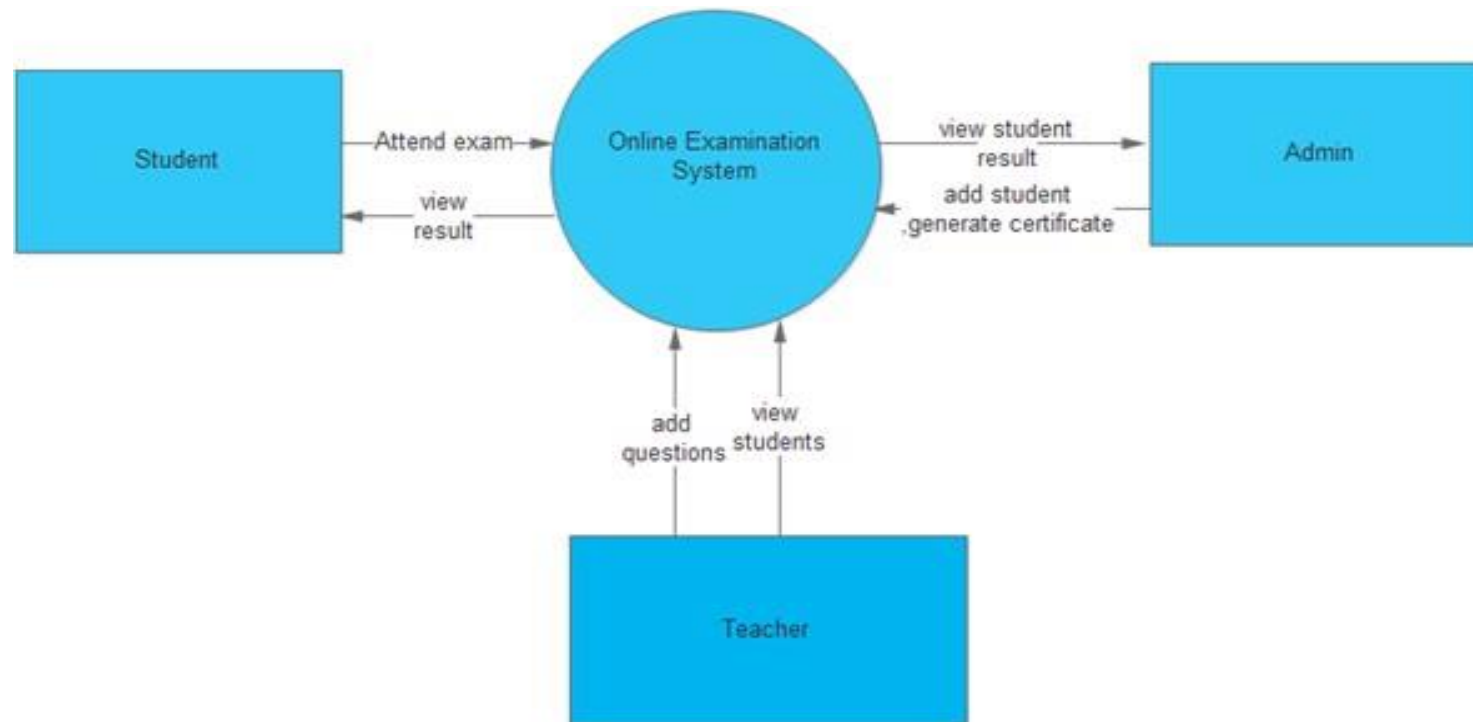 Student
Attend exam
view
result
Online Examination
System
view student
result
add student
,generate certificate
Admin
add
questions
view
students
Teacher